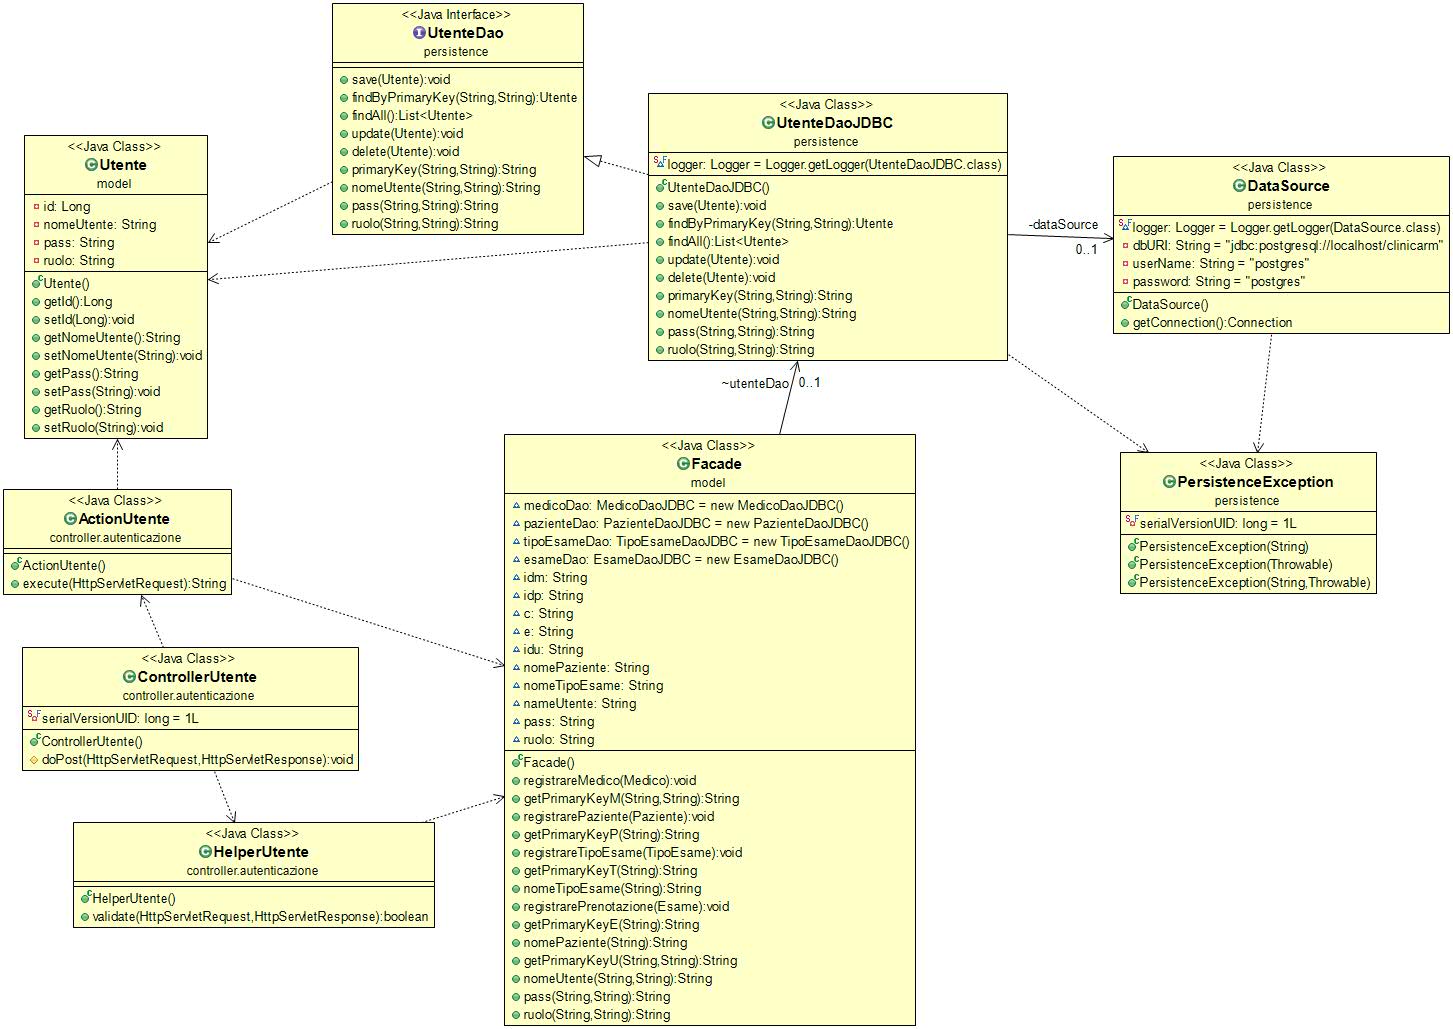 <<Java Interface>>
UtenteDao
persistence
save(Utente):void
findByPrimaryKey(String,String):Utente
findAll():List<Utente>
update(Utente):void
delete(Utente):void
primaryKey(String,String):String
nomeUtente(String,String):String
pass(String,String):String
ruolo(String,String):String
<<Java Class>>
UtenteDaoJDBC
persistence
logger: Logger = Logger.getLogger(UtenteDaoJDBC.class)
UtenteDaoJDBC()
save(Utente):void
findByPrimaryKey(String,String):Utente
findAll():List<Utente>
update(Utente):void
delete(Utente):void
primaryKey(String,String):String
nomeUtente(String,String):String
pass(String,String):String
ruolo(String,String):String
<<Java Class>>
Utente
model
id: Long
nomeUtente: String
pass: String
ruolo: String
Utente()
getId():Long
setId(Long):void
getNomeUtente():String
setNomeUtente(String):void
getPass():String
setPass(String):void
getRuolo():String
setRuolo(String):void
-dataSource
0..1
<<Java Class>>
DataSource
persistence
logger: Logger = Logger.getLogger(DataSource.class)
dbURI: String = "jdbc:postgresql://localhost/clinicarm"
userName: String = "postgres"
password: String = "postgres"
DataSource()
getConnection():Connection
~utenteDao
0..1
<<Java Class>>
Facade
model
medicoDao: MedicoDaoJDBC = new MedicoDaoJDBC()
pazienteDao: PazienteDaoJDBC = new PazienteDaoJDBC()
tipoEsameDao: TipoEsameDaoJDBC = new TipoEsameDaoJDBC()
esameDao: EsameDaoJDBC = new EsameDaoJDBC()
idm: String
idp: String
c: String
e: String
idu: String
nomePaziente: String
nomeTipoEsame: String
nameUtente: String
pass: String
ruolo: String
Facade()
registrareMedico(Medico):void
getPrimaryKeyM(String,String):String
registrarePaziente(Paziente):void
getPrimaryKeyP(String):String
registrareTipoEsame(TipoEsame):void
getPrimaryKeyT(String):String
nomeTipoEsame(String):String
registrarePrenotazione(Esame):void
getPrimaryKeyE(String):String
nomePaziente(String):String
getPrimaryKeyU(String,String):String
nomeUtente(String,String):String
pass(String,String):String
ruolo(String,String):String
<<Java Class>>
PersistenceException
persistence
serialVersionUID: long = 1L
PersistenceException(String)
PersistenceException(Throwable)
PersistenceException(String,Throwable)
<<Java Class>>
ActionUtente
controller.autenticazione
ActionUtente()
execute(HttpServletRequest):String
<<Java Class>>
ControllerUtente
controller.autenticazione
serialVersionUID: long = 1L
ControllerUtente()
doPost(HttpServletRequest,HttpServletResponse):void
<<Java Class>>
HelperUtente
controller.autenticazione
HelperUtente()
validate(HttpServletRequest,HttpServletResponse):boolean